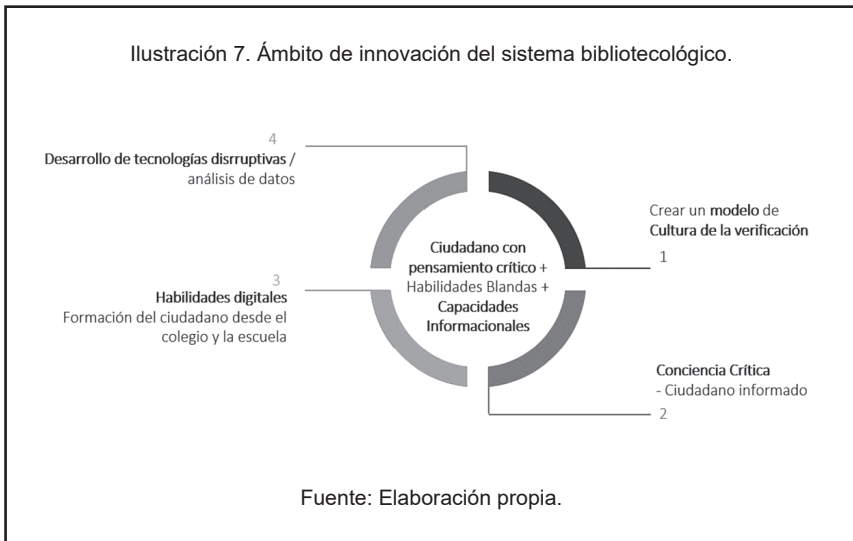 Ilustración 7. Ámbito de innovación del sistema bibliotecológico.
4
Desarrollo de tecnologías disrruptivas /
análisis de datos
Crear un modelo de
Cultura de la verificación
1
Ciudadano con
pensamiento crítico +
Habilidades Blandas +
Capacidades
Informacionales
3
Habilidades digitales
Formación del ciudadano desde el
colegio y la escuela
Conciencia Crítica
- Ciudadano informado
2
Fuente: Elaboración propia.